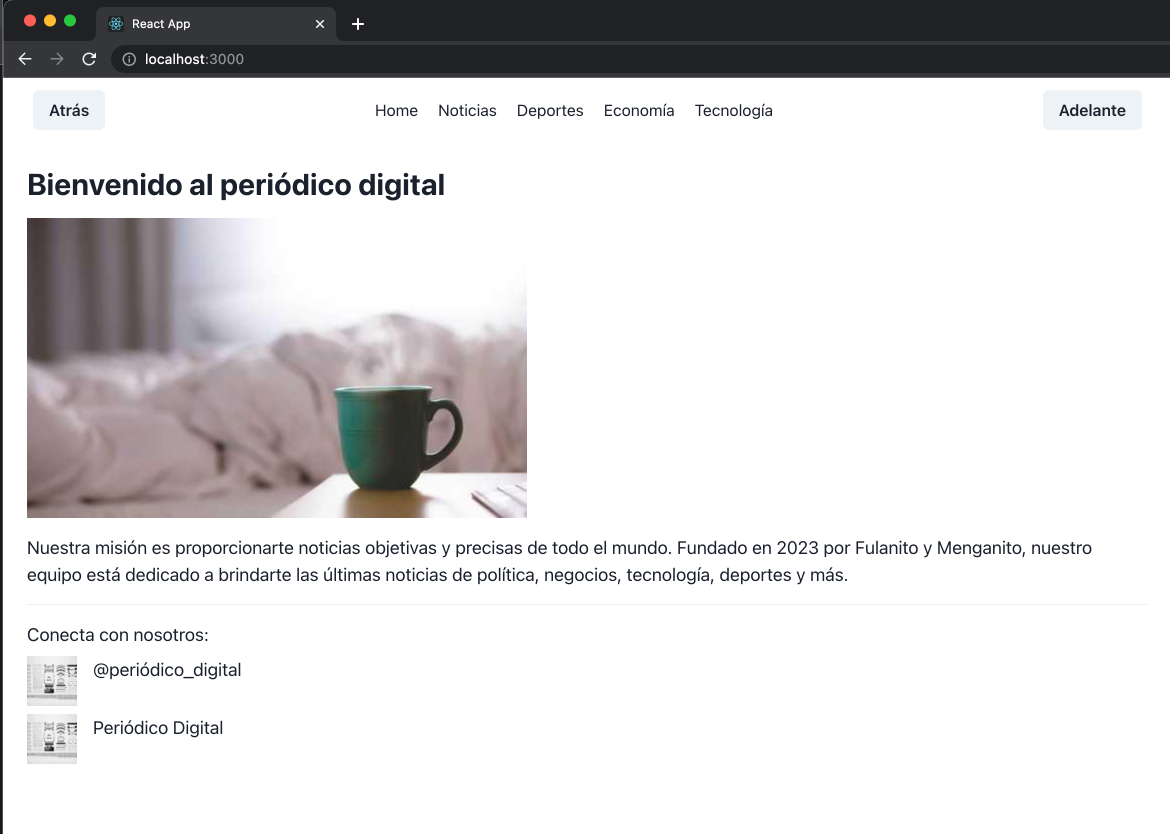 React App
localhost:3000
Atrás Home Noticias Deportes Economía Tecnología Adelante
Bienvenido al periódico digital
Nuestra misión es proporcionarte noticias objetivas y precisas de todo el mundo. Fundado en 2023 por Fulanito y Menganito, nuestro
equipo está dedicado a brindarte las últimas noticias de política, negocios, tecnología, deportes y más.
Conecta con nosotros:
@periódico_digital
Periódico Digital